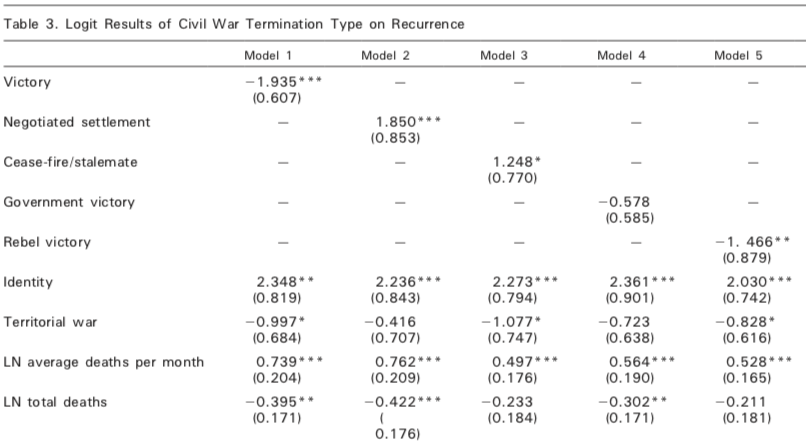 Table 3. Logit Results of Civil War Termination Type on Recurrence
Model 1 Model 2 Model 3 Model 4 Model 5
Victory −1.935*** — — — —
(0.607)
Negotiated settlement — 1.850*** — — —
(0.853)
Cease-fire/stalemate — — 1.248* — —
(0.770)
Government victory — — — −0.578 —
(0.585)
Rebel victory — — — — −1. 466**
(0.879)
Identity 2.348** 2.236*** 2.273*** 2.361*** 2.030***
(0.819) (0.843) (0.794) (0.901) (0.742)
Territorial war −0.997* −0.416 −1.077* −0.723 −0.828*
(0.684) (0.707) (0.747) (0.638) (0.616)
LN average deaths per month 0.739*** 0.762*** 0.497*** 0.564*** 0.528***
(0.204) (0.209) (0.176) (0.190) (0.165)
LN total deaths −0.395** −0.422*** −0.233 −0.302** −0.211
(0.171) ( (0.184) (0.171) (0.181)
0.176)